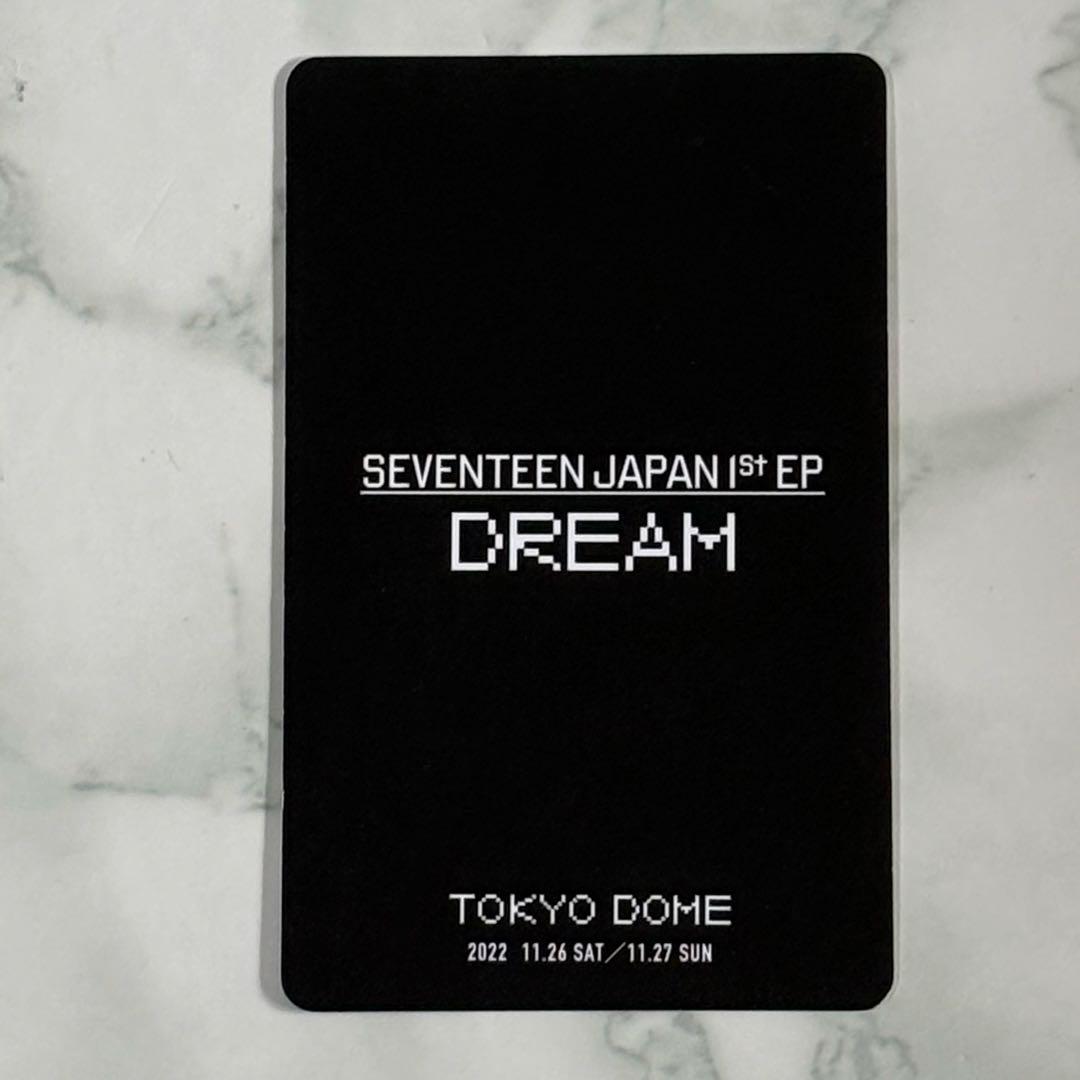 SEVENTEEN JAPAN 1St EP
DREAM
TOKYO DOME
2022 11.26 SAT／11.27 SUN